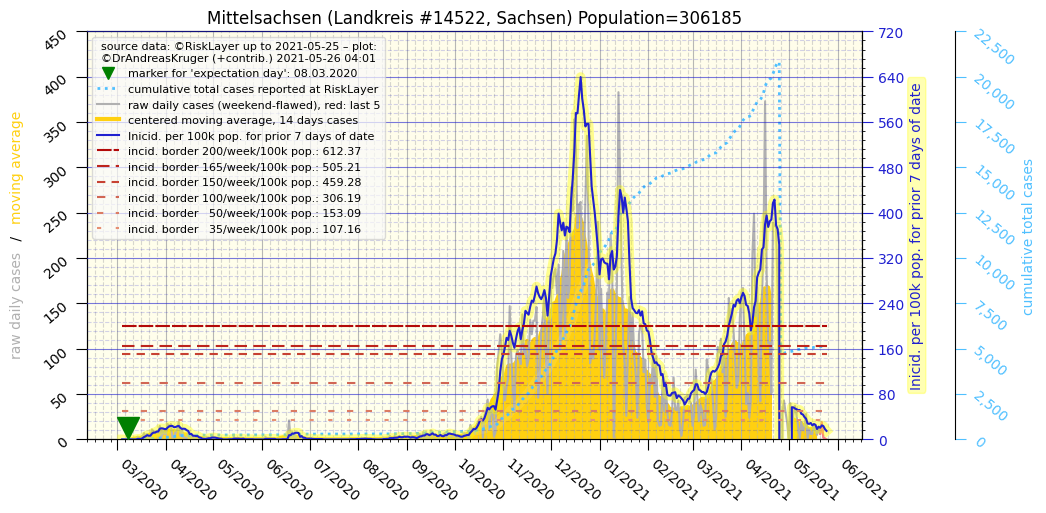 Mittelsachsen (Landkreis #14522, Sachsen) Population=306185
source data: ©RiskLayer up to 2021-05-25 – plot:
©DrAndreasKruger (+contrib.) 2021-05-26 04:01
marker for 'expectation day': 08.03.2020
cumulative total cases reported at RiskLayer
raw daily cases (weekend-flawed), red: last 5
centered moving average, 14 days cases
Inicid. per 100k pop. for prior 7 days of date
incid. border 200/week/100k pop.: 612.37
incid. border 165/week/100k pop.: 505.21
incid. border 150/week/100k pop.: 459.28
incid. border 100/week/100k pop.: 306.19
incid. border 50/week/100k pop.: 153.09
incid. border 35/week/100k pop.: 107.16
raw daily cases / moving average
450
400
350
300
250
200
150
100
50
0
03/2020
04/2020
05/2020
06/2020
07/2020
08/2020
09/2020
10/2020
11/2020
12/2020
01/2021
02/2021
03/2021
04/2021
05/2021
06/2021
720
640
560
480
400
320
240
160
80
0
Inicid. per 100k pop. for prior 7 days of date
22,500
20,000
17,500
15,000
12,500
10,000
7,500
5,000
2,500
0
cumulative total cases